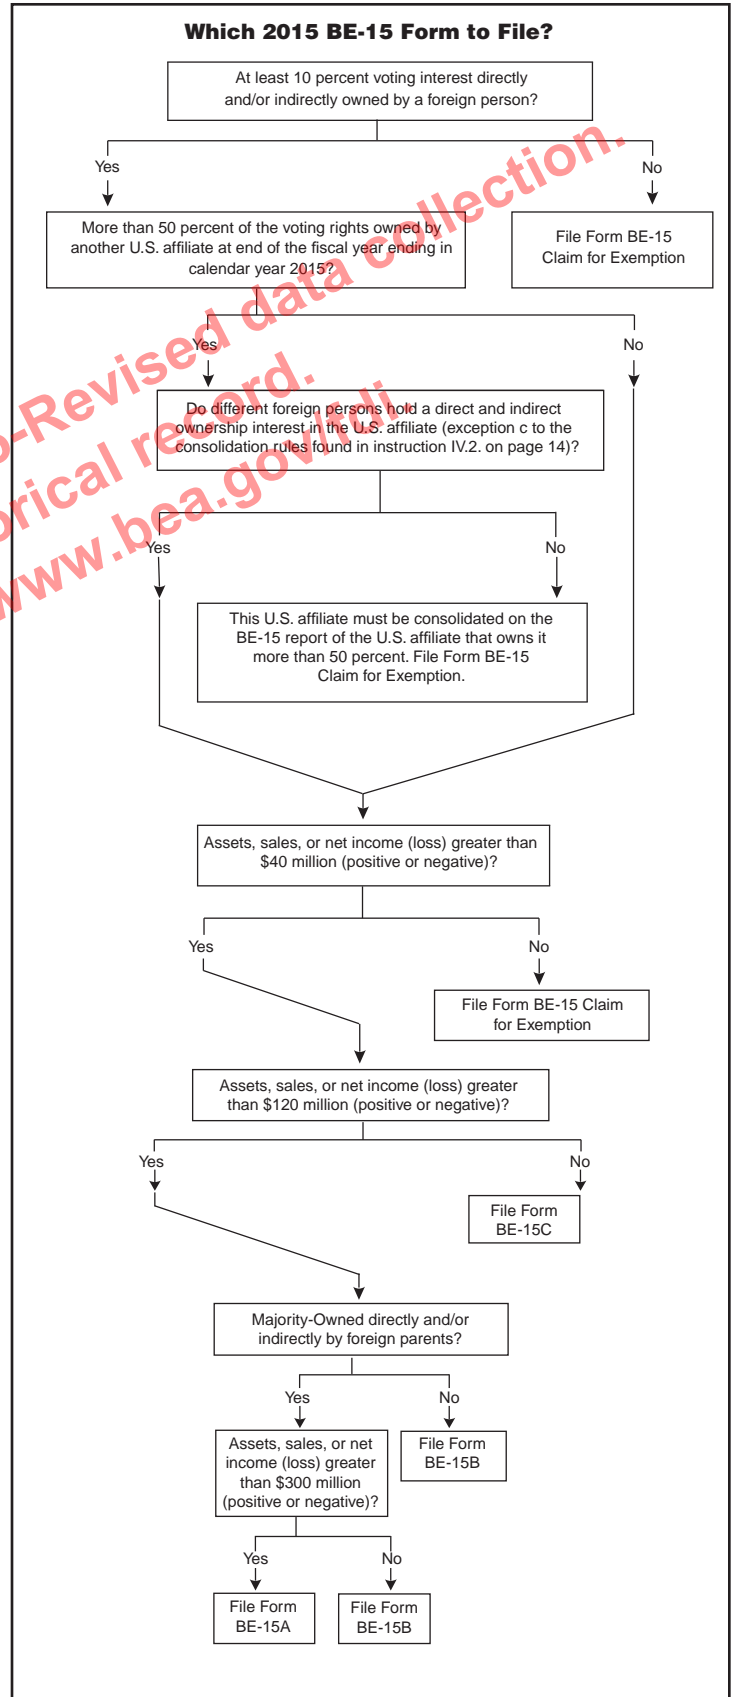 Which 2015 BE-15 Form to File?
At least 10 percent voting interest directly
and/or indirectly owned by a foreign person?
Yes
No
More than 50 percent of the voting rights owned by
another U.S. affiliate at end of the fiscal year ending in
calendar year 2015?
File Form BE-15
Claim for Exemption
Yes
No
Do different foreign persons hold a direct and indirect
ownership interest in the U.S. affiliate (exception c to the
consolidation rules found in instruction IV.2. on page 14)?
Yes
No
This U.S. affiliate must be consolidated on the
BE-15 report of the U.S. affiliate that owns it
more than 50 percent. File Form BE-15
Claim for Exemption.
Assets, sales, or net income (loss) greater than
$40 million (positive or negative)?
Yes
No
File Form BE-15 Claim
for Exemption
Assets, sales, or net income (loss) greater
than $120 million (positive or negative)?
Yes
No
File Form
BE-15C
Majority-Owned directly and/or
indirectly by foreign parents?
Yes
No
Assets, sales, or net
income (loss) greater
than $300 million
(positive or negative)?
File Form
BE-15B
Yes
No
File Form
BE-15A
File Form
BE-15B
-Revised data collection.
orical record.
www.bea.gov/fdi.